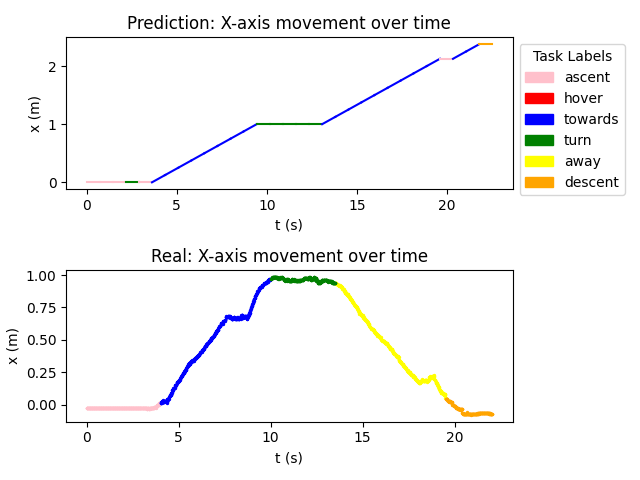 Prediction: X-axis movement over time
x (m)
2
1
0
0
5
10
15
20
t (s)
Task Labels
ascent
hover
towards
turn
away
descent
Real: X-axis movement over time
x (m)
1.00
0.75
0.50
0.25
0.00
0
5
10
15
20
t (s)